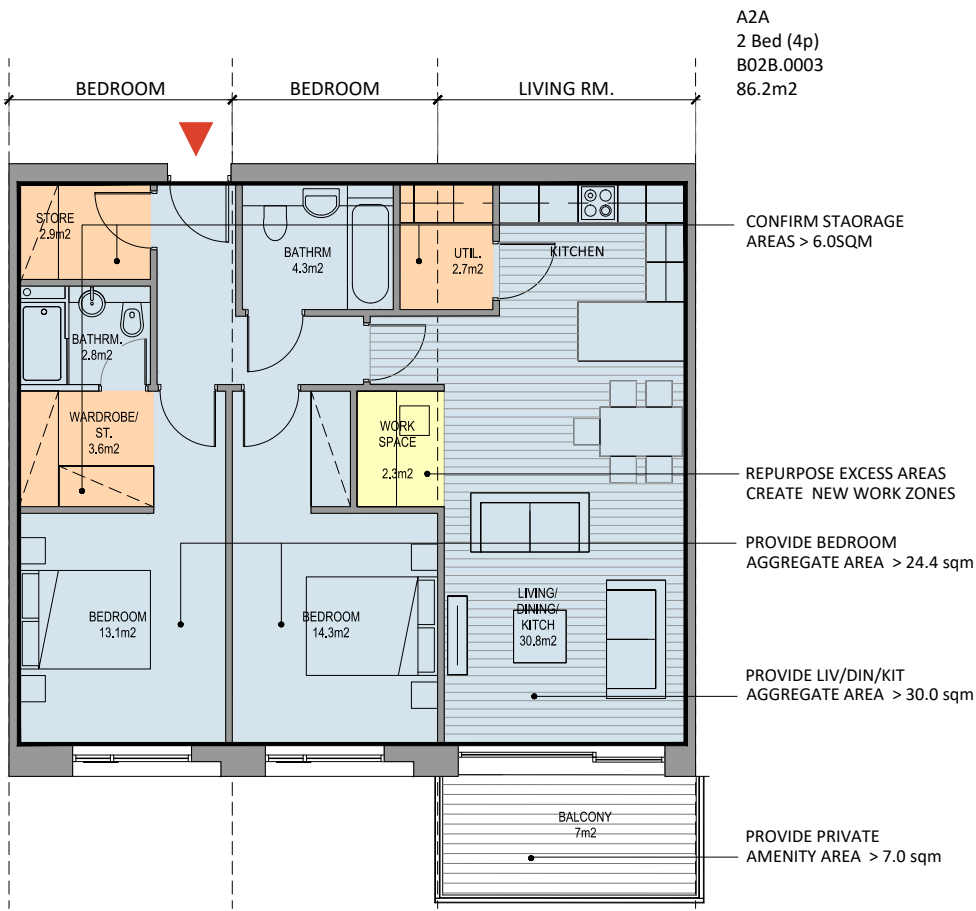 A2A
2 Bed (4p)
B02B.0003
86.2m2
BEDROOM
BEDROOM
LIVING RM.
STORE
2.9m2
BATHRM
4.3m2
UTIL.
2.7m2
KITCHEN
CONFIRM STAORAGE
AREAS > 6.0SQM
BATHRM.
2.8m2
WARDROBE/
ST.
3.6m2
WORK
SPACE
2.3m2
REPURPOSE EXCESS AREAS
CREATE NEW WORK ZONES
PROVIDE BEDROOM
AGGREGATE AREA > 24.4 sqm
BEDROOM
13.1m2
BEDROOM
14.3m2
LIVING/
DINING/
KITCH
30.8m2
PROVIDE LIV/DIN/KIT
AGGREGATE AREA > 30.0 sqm
BALCONY
7m2
PROVIDE PRIVATE
AMENITY AREA > 7.0 sqm